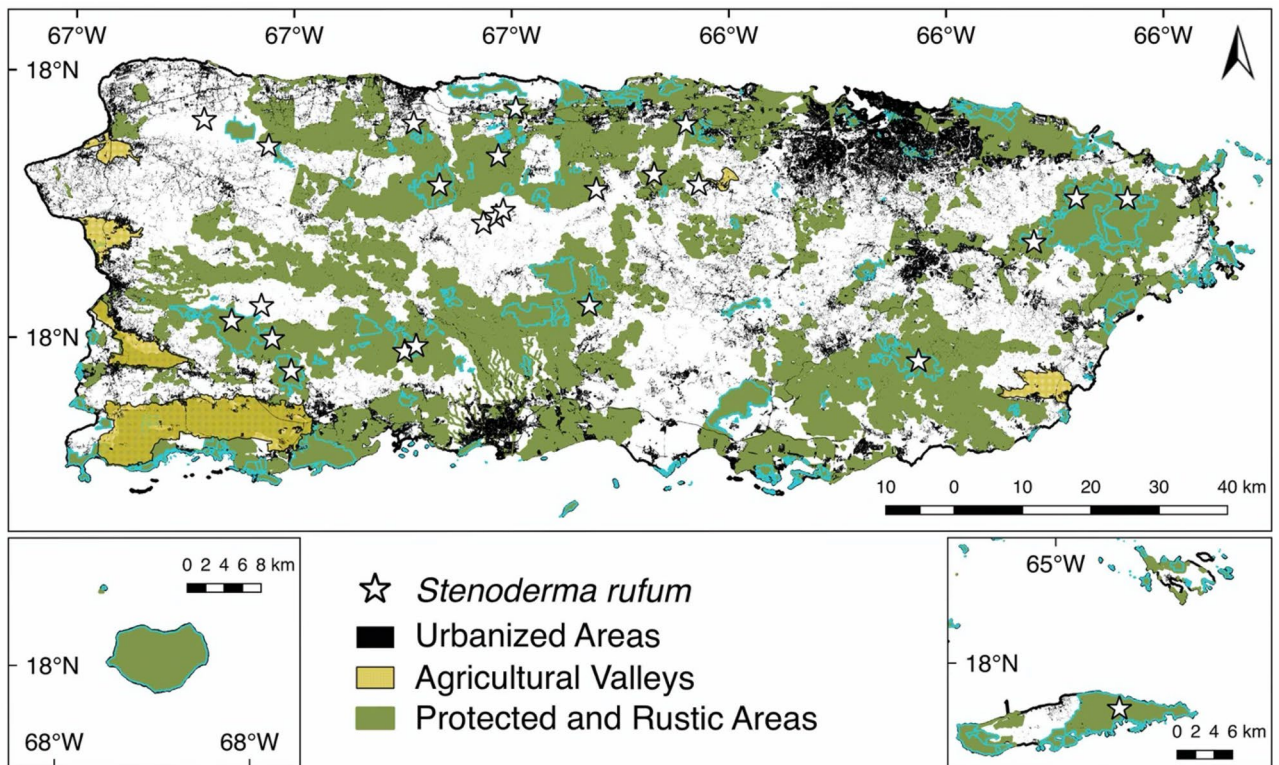 67°W 67°W 67°W 66°W 66°W 66°W
18°N
18°N
10 0 10 20 30 40 km
0 2 4 6 8 km
18°N
68°W 68°W
Stenoderma rufum
Urbanized Areas
Agricultural Valleys
Protected and Rustic Areas
65°W
18°N
0 2 4 6 km